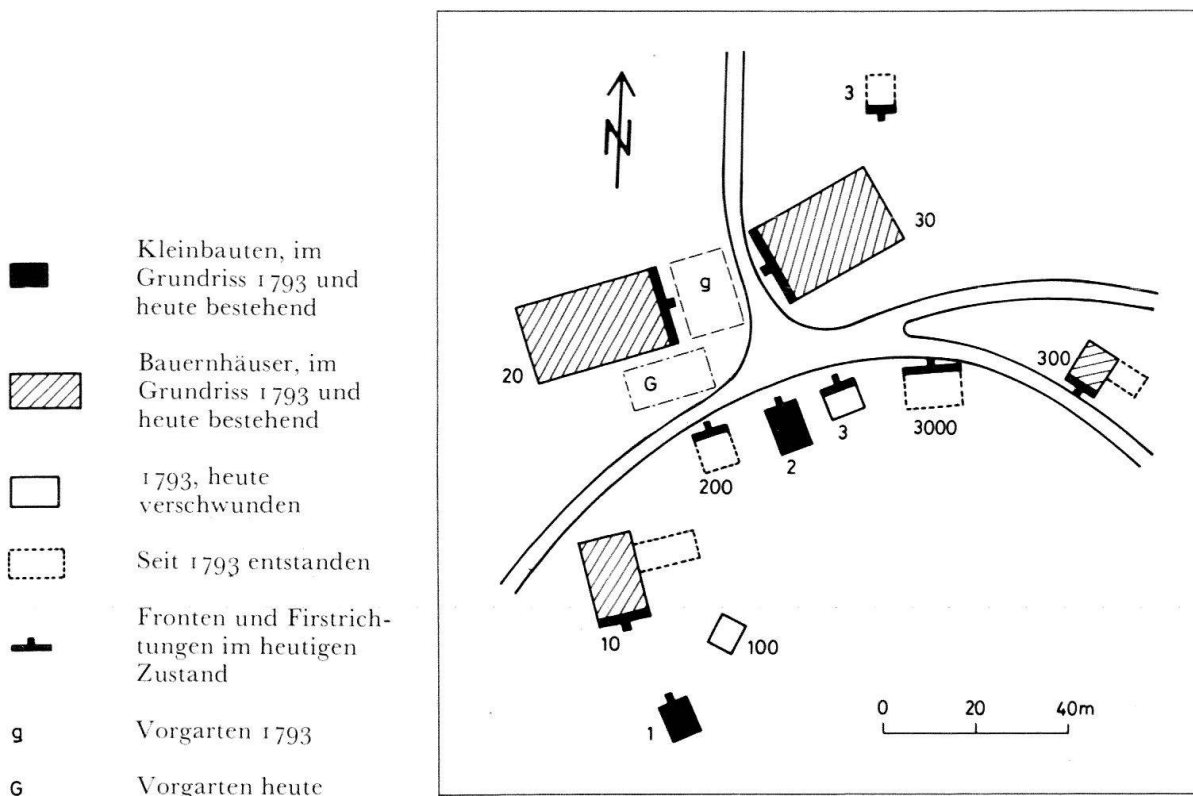 Kleinbauten, im
Grundriss 1793 und
heute bestehend
Bauernhäuser, im
Grundriss 1793 und
heute bestehend
1793, heute
verschwunden
Seit 1793 entstanden
Fronten und Firstrich-
tungen im heutigen
Zustand
g Vorgarten 1793
G Vorgarten heute
N
3
30
g
20
G
300
3
3000
2
200
10
100
1
0 20 40m